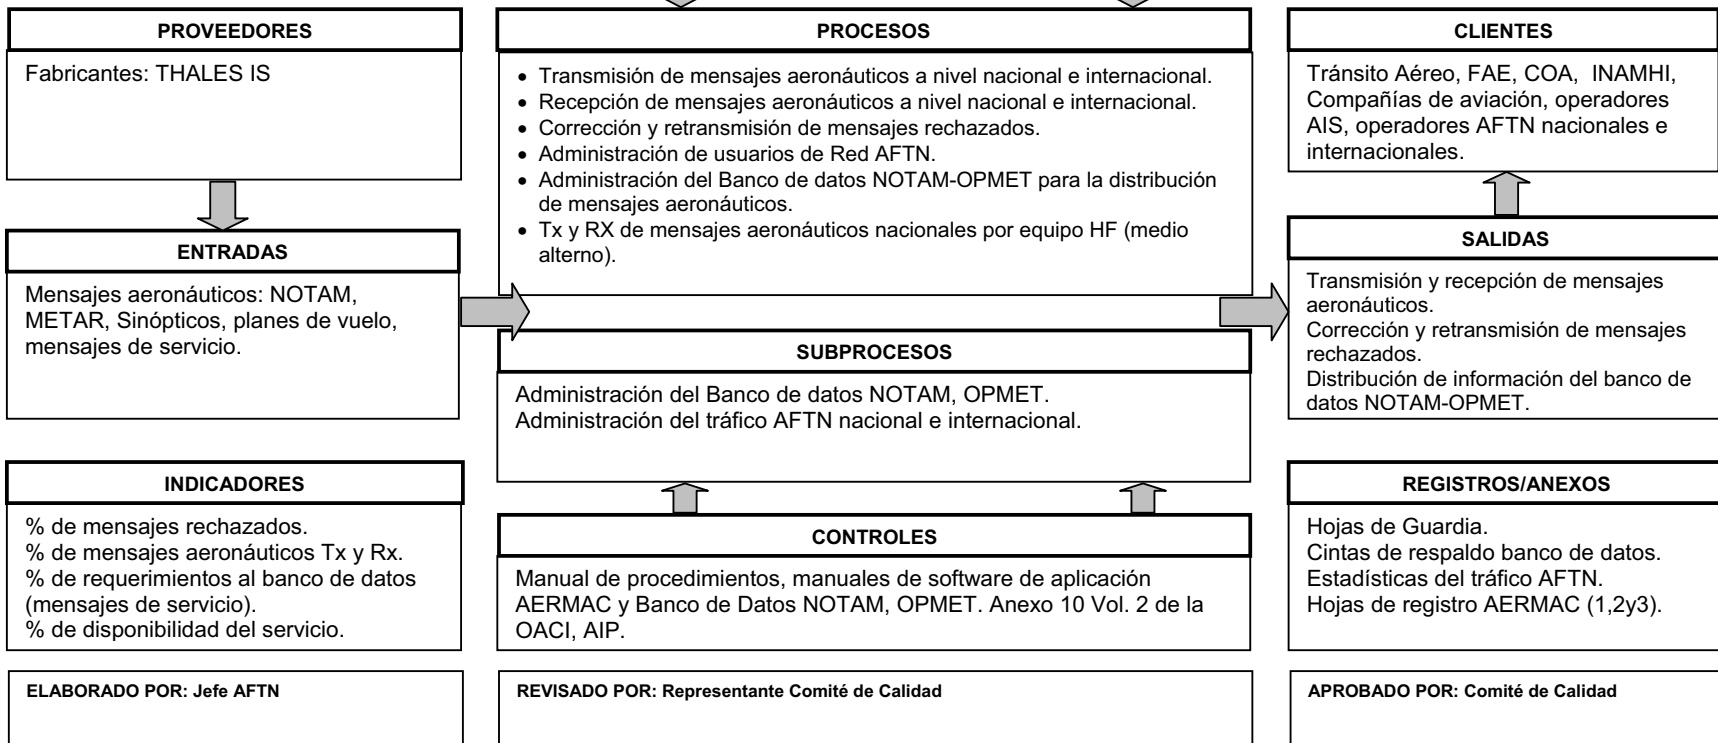 PROVEEDORES
Fabricantes: THALES IS
ENTRADAS
Mensajes aeronáuticos: NOTAM,
METAR, Sinópticos, planes de vuelo,
mensajes de servicio.
INDICADORES
% de mensajes rechazados.
% de mensajes aeronáuticos Tx y Rx.
% de requerimientos al banco de datos
(mensajes de servicio).
% de disponibilidad del servicio.
PROCESOS
• Transmisión de mensajes aeronáuticos a nivel nacional e internacional.
• Recepción de mensajes aeronáuticos a nivel nacional e internacional.
• Corrección y retransmisión de mensajes rechazados.
• Administración de usuarios de Red AFTN.
• Administración del Banco de datos NOTAM-OPMET para la distribución
de mensajes aeronáuticos.
• Tx y RX de mensajes aeronáuticos nacionales por equipo HF (medio
alterno).
SUBPROCESOS
Administración del Banco de datos NOTAM, OPMET.
Administración del tráfico AFTN nacional e internacional.
CONTROLES
Manual de procedimientos, manuales de software de aplicación
AERMAC y Banco de Datos NOTAM, OPMET. Anexo 10 Vol. 2 de la
OACI, AIP.
CLIENTES
Tránsito Aéreo, FAE, COA, INAMHI,
Compañías de aviación, operadores
AIS, operadores AFTN nacionales e
internacionales.
SALIDAS
Transmisión y recepción de mensajes
aeronáuticos.
Corrección y retransmisión de mensajes
rechazados.
Distribución de información del banco de
datos NOTAM-OPMET.
REGISTROS/ANEXOS
Hojas de Guardia.
Cintas de respaldo banco de datos.
Estadísticas del tráfico AFTN.
Hojas de registro AERMAC (1,2y3).
ELABORADO POR: Jefe AFTN
REVISADO POR: Representante Comité de Calidad
APROBADO POR: Comité de Calidad